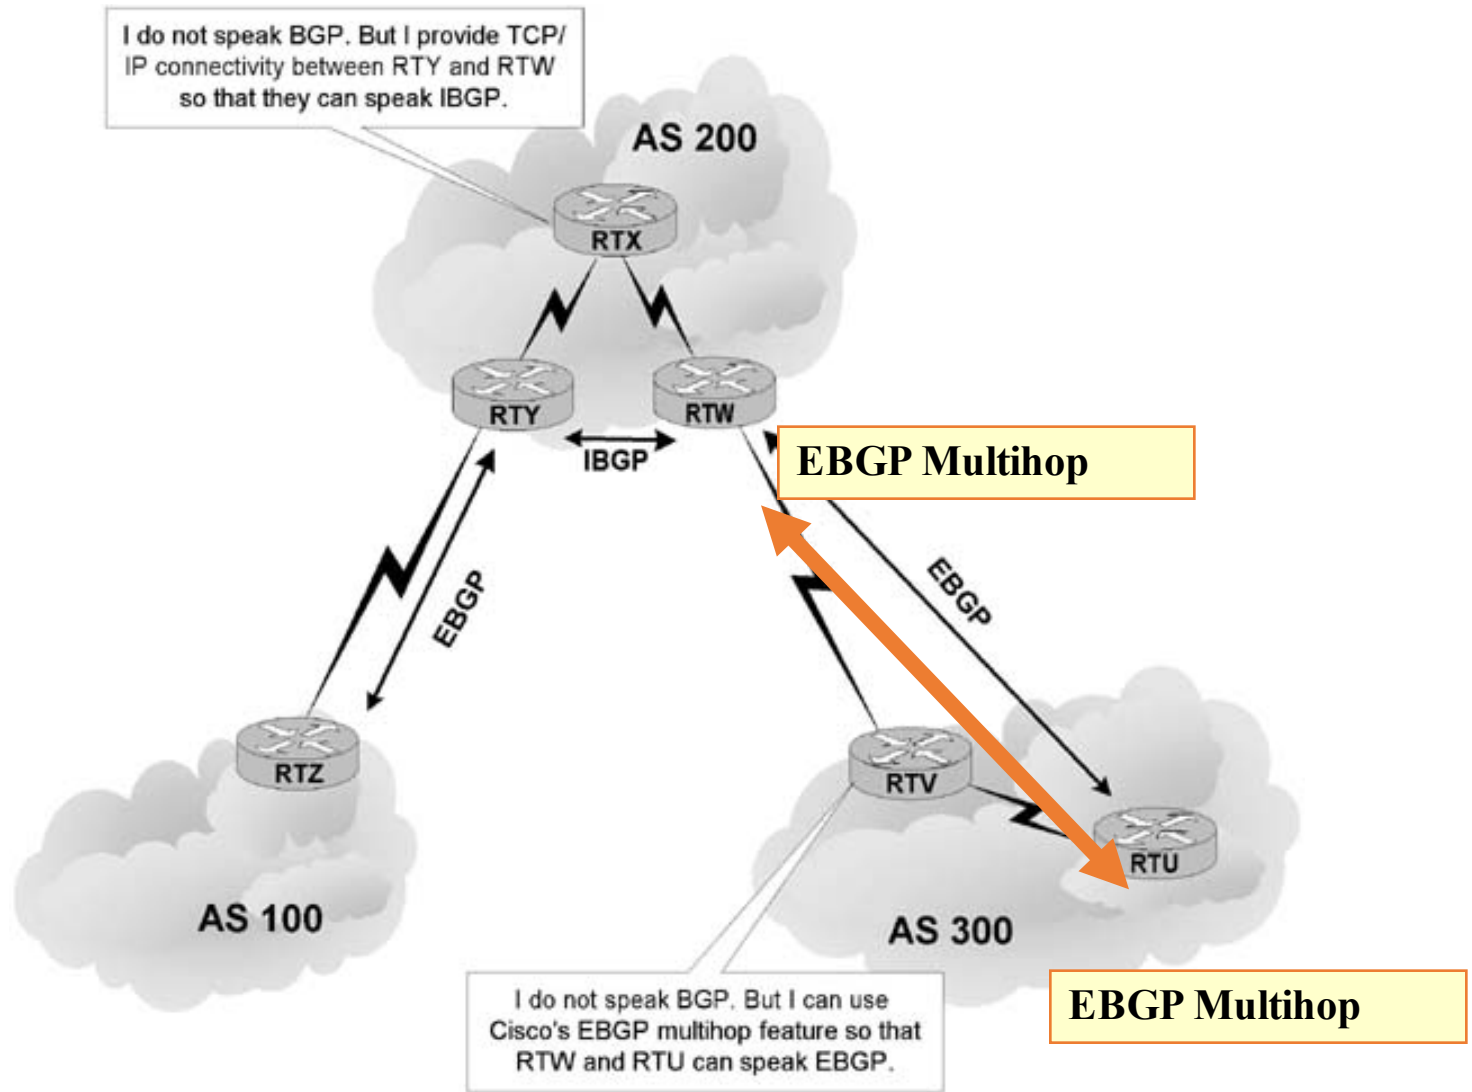 I do not speak BGP. But I provide TCP/
IP connectivity between RTY and RTW
so that they can speak IBGP.
AS 200
RTX
RTY
RTW
IBGP
EBGP Multihop
EBGP
EBGP
RTZ
RTV
RTU
AS 100
AS 300
I do not speak BGP. But I can use
Cisco's EBGP multihop feature so that
RTW and RTU can speak EBGP.
EBGP Multihop